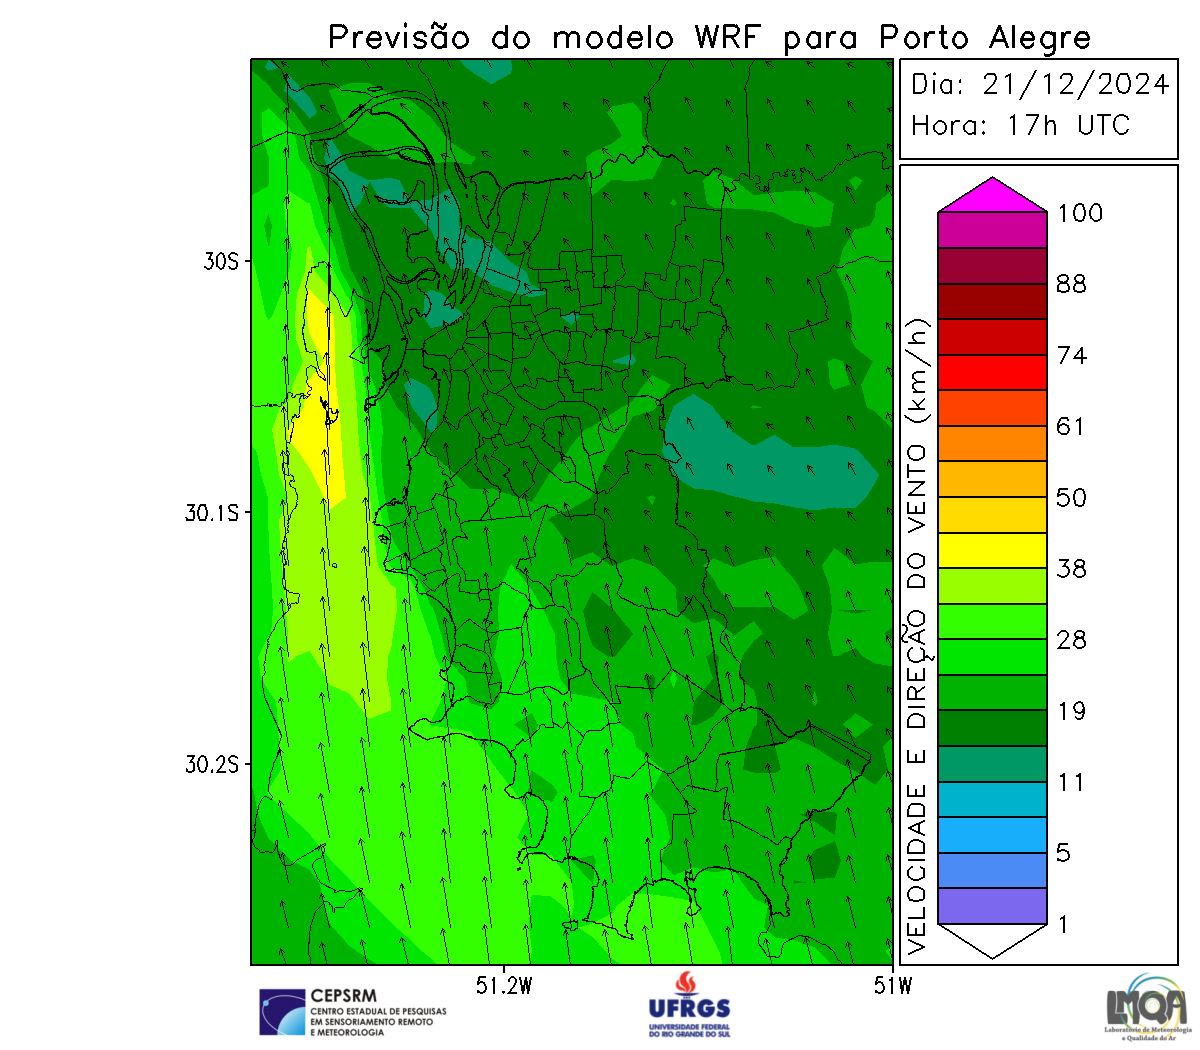 Previsão do modelo WRF para Porto Alegre
Dia: 21/12/2024
Hora: 17h UTC
30S
30.1S
30.2S
51.2W
51W
VELOCIDADE E DIREÇÃO DO VENTO (km/h)
100
88
74
61
50
38
28
19
11
5
1
CEPSRM
CENTRO ESTADUAL DE PESQUISAS
EM SENSORIAMENTO REMOTO
E METEOROLOGIA
UFRGS
UNIVERSIDADE FEDERAL
DO RIO GRANDE DO SUL
LMQA
Laboratório de Meteorologia
e Qualidade do Ar